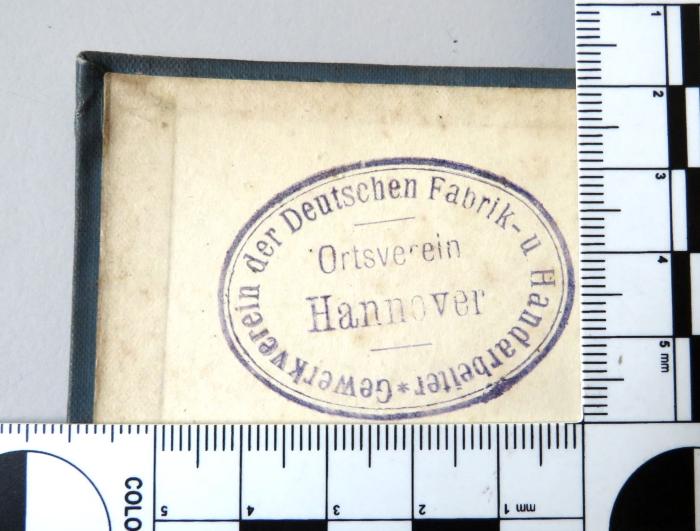 Gewerkverein der Deutschen Fabrik- u Handarbeiter *
Ortsverein
Hannover
1
2
3
4
5 mm
COLO
5
4
3
2
1 mm